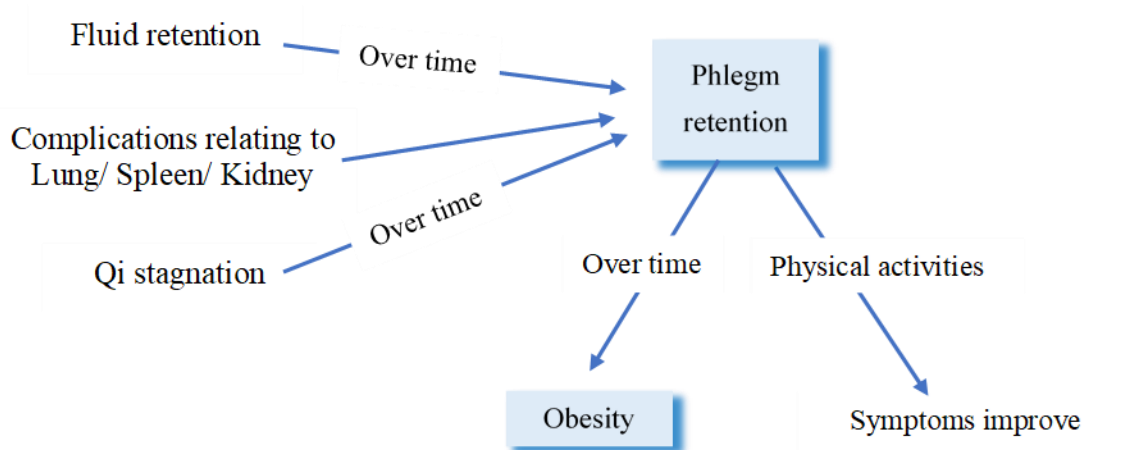 Fluid retention
Over time
Phlegm
retention
Complications relating to
Lung/ Spleen/ Kidney
Over time
Qi stagnation
Over time
Physical activities
Obesity
Symptoms improve